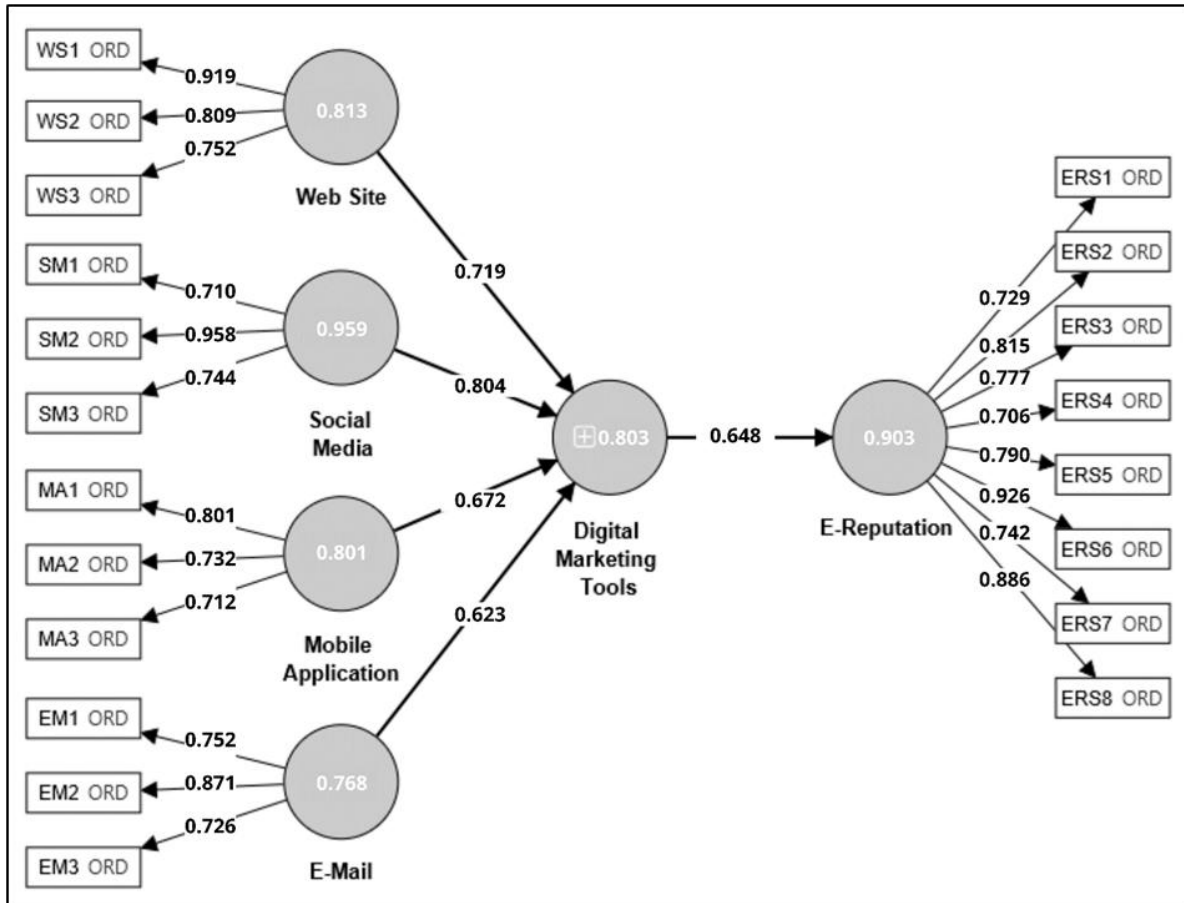 WS1 ORD
0.919
WS2 ORD
0.809
0.752
WS3 ORD
0.813
Web Site
0.719
SM1 ORD
0.710
SM2 ORD
0.958
0.744
SM3 ORD
0.959
Social
Media
0.804
MA1 ORD
0.801
MA2 ORD
0.732
0.712
MA3 ORD
0.801
Mobile
Application
0.672
EM1 ORD
0.752
EM2 ORD
0.871
0.726
EM3 ORD
0.768
E-Mail
0.623
0.803
Digital
Marketing
Tools
0.648
0.903
E-Reputation
0.729
0.815
0.777
0.706
0.790
0.926
0.742
0.886
ERS1 ORD
ERS2 ORD
ERS3 ORD
ERS4 ORD
ERS5 ORD
ERS6 ORD
ERS7 ORD
ERS8 ORD